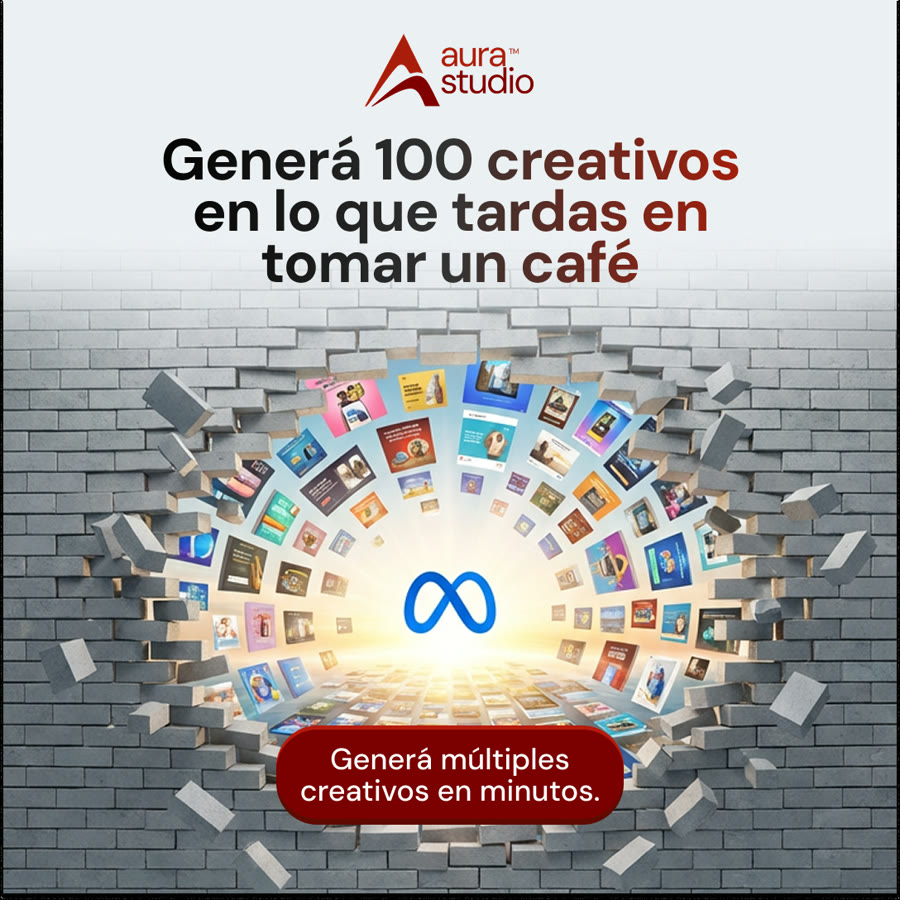 aura™
studio
Generá 100 creativos
en lo que tardas en
tomar un café
Generá múltiples
creativos en minutos.